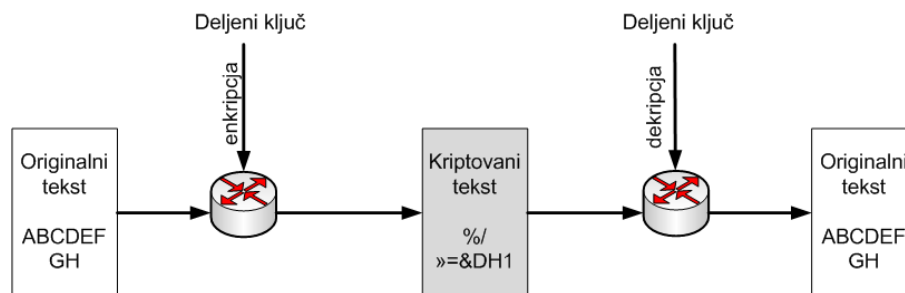 Deljeni ključ
Deljeni ključ
enkripcja
dekripcja
Originalni
tekst
ABCDEF
GH
Kriptovani
tekst
%/
»=&DH1
Originalni
tekst
ABCDEF
GH